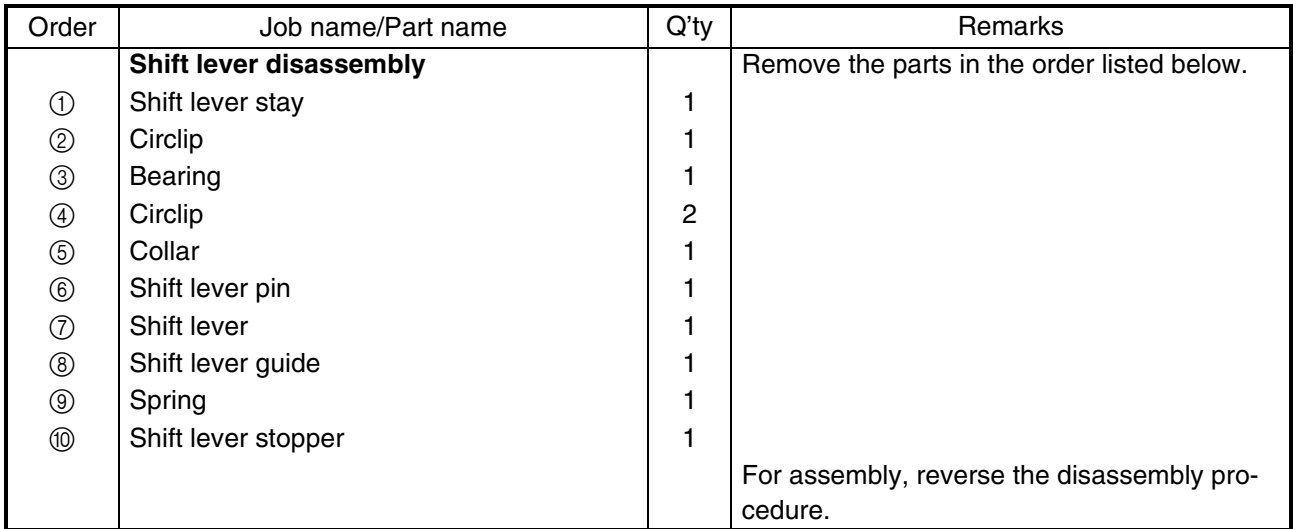 Order Job name/Part name Q’ty Remarks
Shift lever disassembly Remove the parts in the order listed below.
① Shift lever stay 1
② Circlip 1
③ Bearing 1
④ Circlip 2
⑤ Collar 1
⑥ Shift lever pin 1
⑦ Shift lever 1
⑧ Shift lever guide 1
⑨ Spring 1
⑩ Shift lever stopper 1
For assembly, reverse the disassembly pro-
cedure.